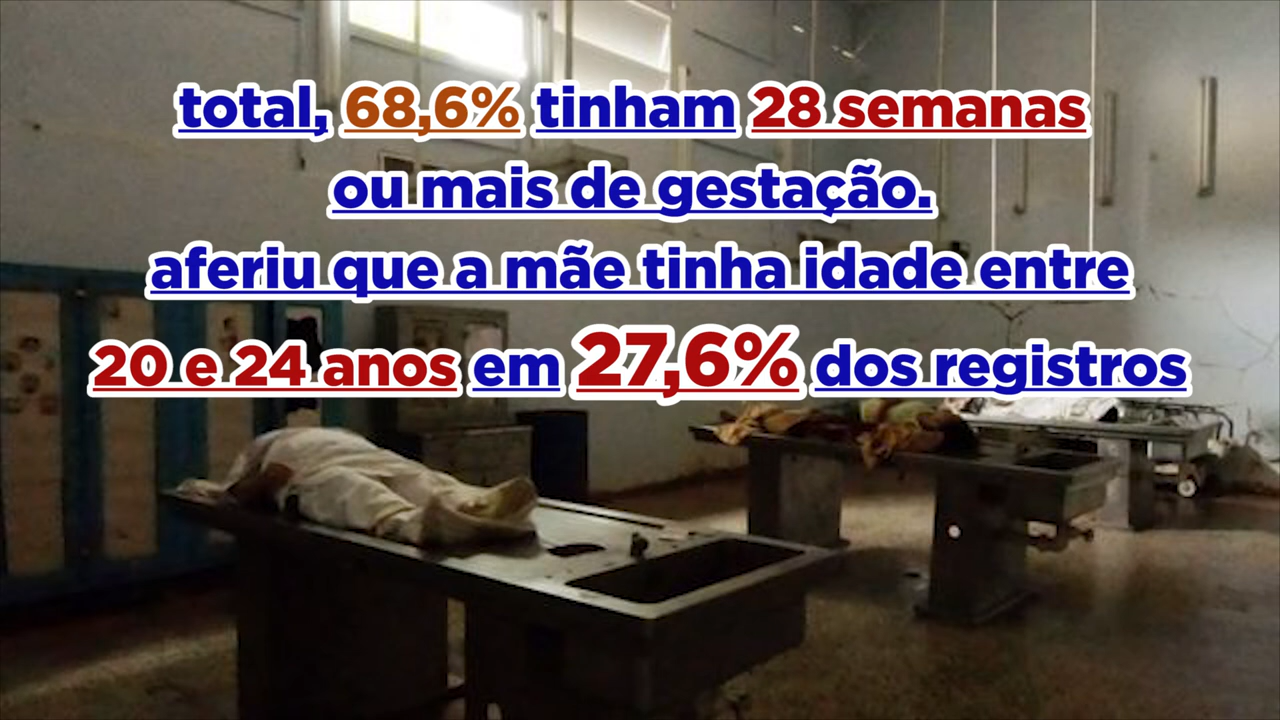 total, 68,6% tinham 28 semanas
ou mais de gestação.
aferiu que a mãe tinha idade entre
20 e 24 anos em 27,6% dos registros